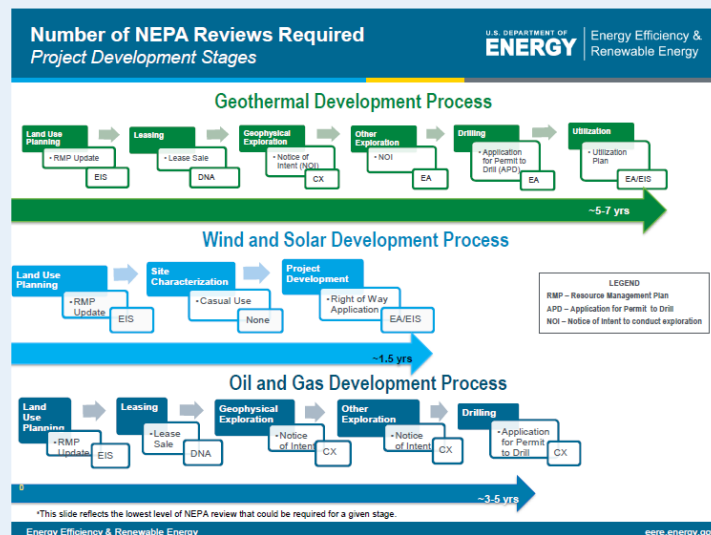 Number of NEPA Reviews Required
Project Development Stages
U.S. DEPARTMENT OF
ENERGY
Energy Efficiency &
Renewable Energy
Geothermal Development Process
Land Use
Planning
• RMP Update
EIS
Leasing
• Lease Sale
DNA
Geophysical
Exploration
• Notice of
Intent (NOI)
CX
Other
Exploration
• NOI
EA
Drilling
• Application
for Permit to
Drill (APD)
EA
Utilization
• Utilization
Plan
EA/EIS
~5-7 yrs
Wind and Solar Development Process
Land Use
Planning
• RMP
Update
EIS
Site
Characterization
• Casual Use
None
Project
Development
• Right of Way
Application
EA/EIS
~1.5 yrs
LEGEND
RMP – Resource Management Plan
APD – Application for Permit to Drill
NOI – Notice of Intent to conduct exploration
Oil and Gas Development Process
Land
Use
Planning
• RMP
Update
EIS
Leasing
• Lease
Sale
DNA
Geophysical
Exploration
• Notice
of Intent
CX
Other
Exploration
• Notice
of Intent
CX
Drilling
• Application
for Permit
to Drill
CX
0
~3-5 yrs
*This slide reflects the lowest level of NEPA review that could be required for a given stage.
Energy Efficiency & Renewable Energy
eere.energy.go